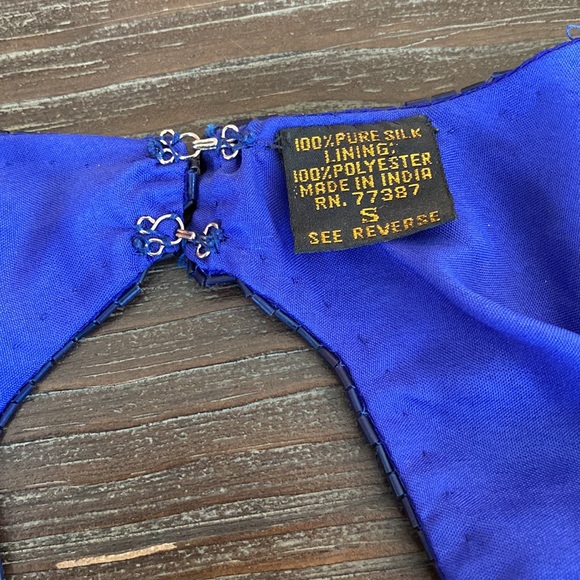 100% PURE SILK
LINING:
100% POLYESTER
MADE IN INDIA
RN. 77387
S
SEE REVERSE